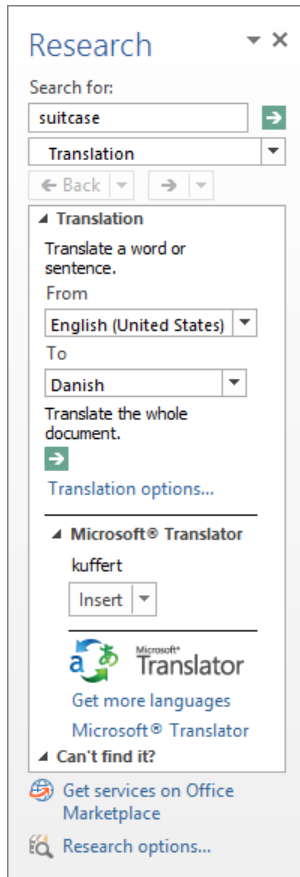 Research
Search for:
suitcase
Translation
Back
Translation
Translate a word or
sentence.
From
English (United States)
To
Danish
Translate the whole
document.
Translation options...
Microsoft® Translator
kuffert
Insert
Microsoft®
Translator
Get more languages
Microsoft® Translator
Can't find it?
Get services on Office
Marketplace
Research options...